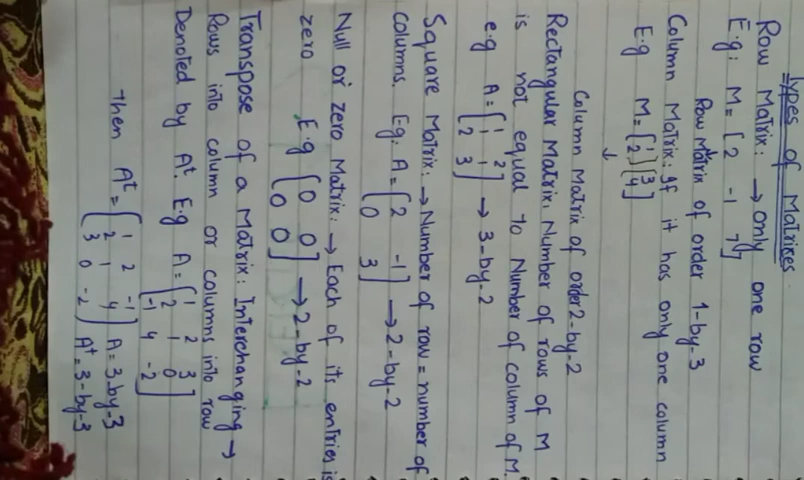 Types of Matrices.
Row Matrix: → only one row
E.g: M = [2 -1 7]
Row Matrix of order 1-by-3
Column Matrix: If it has only one column
E.g M = [1 2] [3 4]
Column Matrix of order 2-by-2
Rectangular Matrix: Number of rows of M
is not equal to Number of column of M.
e.g A = [1 2 1 1 2 3] → 3-by-2
Square Matrix: → Number of row = number of
columns. Eg: A = [2 -1 0 3] → 2-by-2
Null or zero Matrix: → Each of its entries is
zero E.g [0 0 0 0] → 2-by-2
Transpose of a Matrix: Interchanging →
Rows into column or columns into row
Denoted by Aᵗ. E.g A = [1 2 3 2 1 0 -1 4 -2]
Then Aᵗ = [1 2 -1 2 1 4 3 0 -2] A = 3-by-3
Aᵗ = 3-by-3